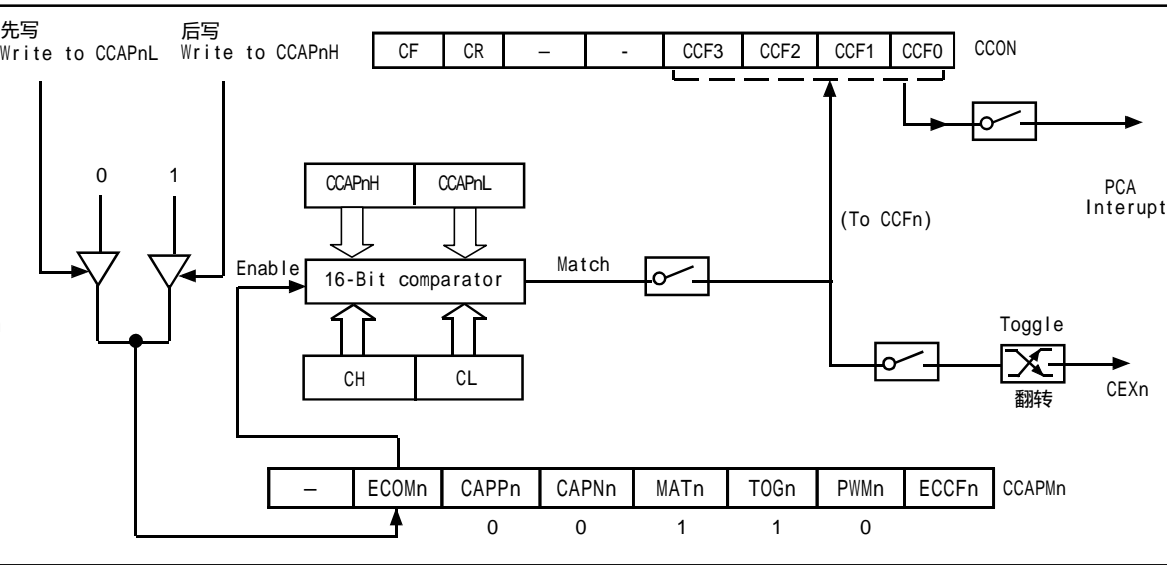 先写 后写
Write to CCAPnL Write to CCAPnH
CF CR – - CCF3 CCF2 CCF1 CCF0 CCON
0 1
CCAPnH CCAPnL
PCA
Interupt
(To CCFn)
Enable 16-Bit comparator Match
Toggle
CH CL
CEXn
翻转
– ECOMn CAPPn CAPNn MATn TOGn PWMn ECCFn CCAPMn
0 0 1 1 0